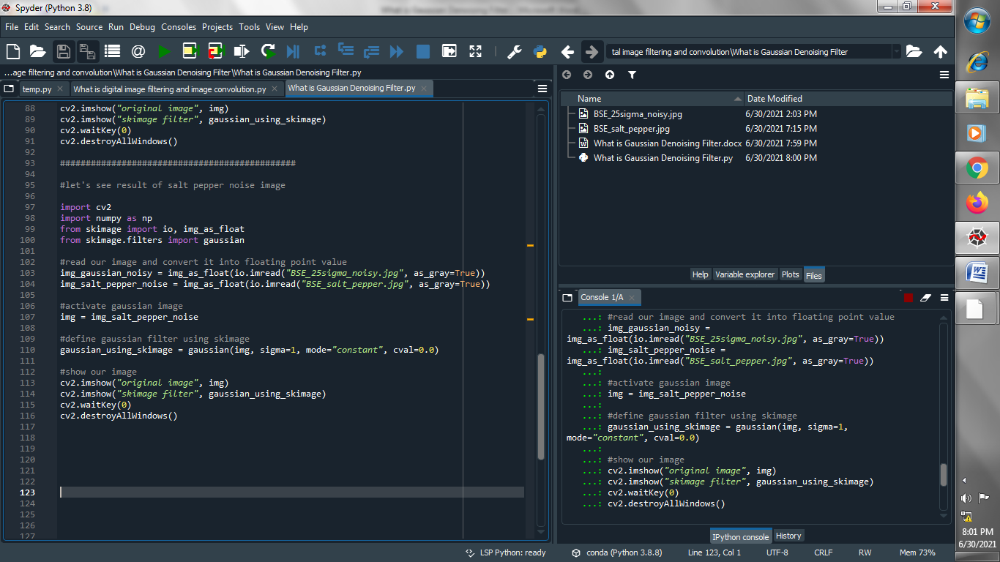 Spyder (Python 3.8)
File Edit Search Source Run Debug Consoles Projects Tools View Help
tal image filtering and convolution\What is Gaussian Denoising Filter
...age filtering and convolution\What is Gaussian Denoising Filter\What is Gaussian Denoising Filter.py
temp.py What is digital image filtering and image convolution.py What is Gaussian Denoising Filter.py
88 cv2.imshow("original image", img)
89 cv2.imshow("skimage filter", gaussian_using_skimage)
90 cv2.waitKey(0)
91 cv2.destroyAllWindows()
92
93 ##############################################
94
95 #let's see result of salt pepper noise image
96
97 import cv2
98 import numpy as np
99 from skimage import io, img_as_float
100 from skimage.filters import gaussian
101
102 #read our image and convert it into floating point value
103 img_gaussian_noisy = img_as_float(io.imread("BSE_25sigma_noisy.jpg", as_gray=True))
104 img_salt_pepper_noise = img_as_float(io.imread("BSE_salt_pepper.jpg", as_gray=True))
105
106 #activate gaussian image
107 img = img_salt_pepper_noise
108
109 #define gaussian filter using skimage
110 gaussian_using_skimage = gaussian(img, sigma=1, mode="constant", cval=0.0)
111
112 #show our image
113 cv2.imshow("original image", img)
114 cv2.imshow("skimage filter", gaussian_using_skimage)
115 cv2.waitKey(0)
116 cv2.destroyAllWindows()
117
118
119
120
121
122
123
124
125
126
127
Name Date Modified
BSE_25sigma_noisy.jpg 6/30/2021 2:03 PM
BSE_salt_pepper.jpg 6/30/2021 7:15 PM
What is Gaussian Denoising Filter.docx 6/30/2021 7:59 PM
What is Gaussian Denoising Filter.py 6/30/2021 8:00 PM
Help Variable explorer Plots Files
Console 1/A
...: #read our image and convert it into floating point value
...: img_gaussian_noisy =
img_as_float(io.imread("BSE_25sigma_noisy.jpg", as_gray=True))
...: img_salt_pepper_noise =
img_as_float(io.imread("BSE_salt_pepper.jpg", as_gray=True))
...:
...: #activate gaussian image
...: img = img_salt_pepper_noise
...:
...: #define gaussian filter using skimage
...: gaussian_using_skimage = gaussian(img, sigma=1,
mode="constant", cval=0.0)
...:
...: #show our image
...: cv2.imshow("original image", img)
...: cv2.imshow("skimage filter", gaussian_using_skimage)
...: cv2.waitKey(0)
...: cv2.destroyAllWindows()
IPython console History
LSP Python: ready conda (Python 3.8.8) Line 123, Col 1 UTF-8 CRLF RW Mem 73%
8:01 PM
6/30/2021